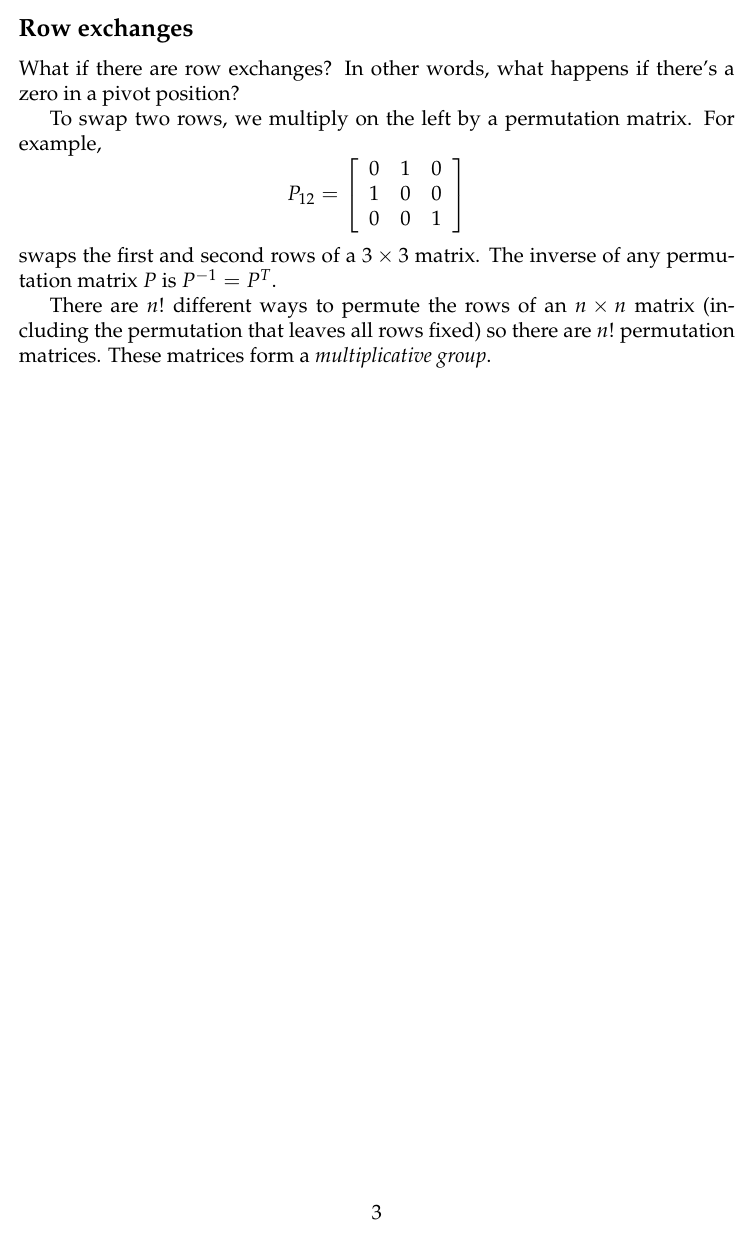 Row exchanges
What if there are row exchanges? In other words, what happens if there's a
zero in a pivot position?
To swap two rows, we multiply on the left by a permutation matrix. For
example,
P₁₂ = [ 0 1 0
1 0 0
0 0 1 ]
swaps the first and second rows of a 3 × 3 matrix. The inverse of any permu-
tation matrix P is P⁻¹ = Pᵀ.
There are n! different ways to permute the rows of an n × n matrix (in-
cluding the permutation that leaves all rows fixed) so there are n! permutation
matrices. These matrices form a multiplicative group.
3